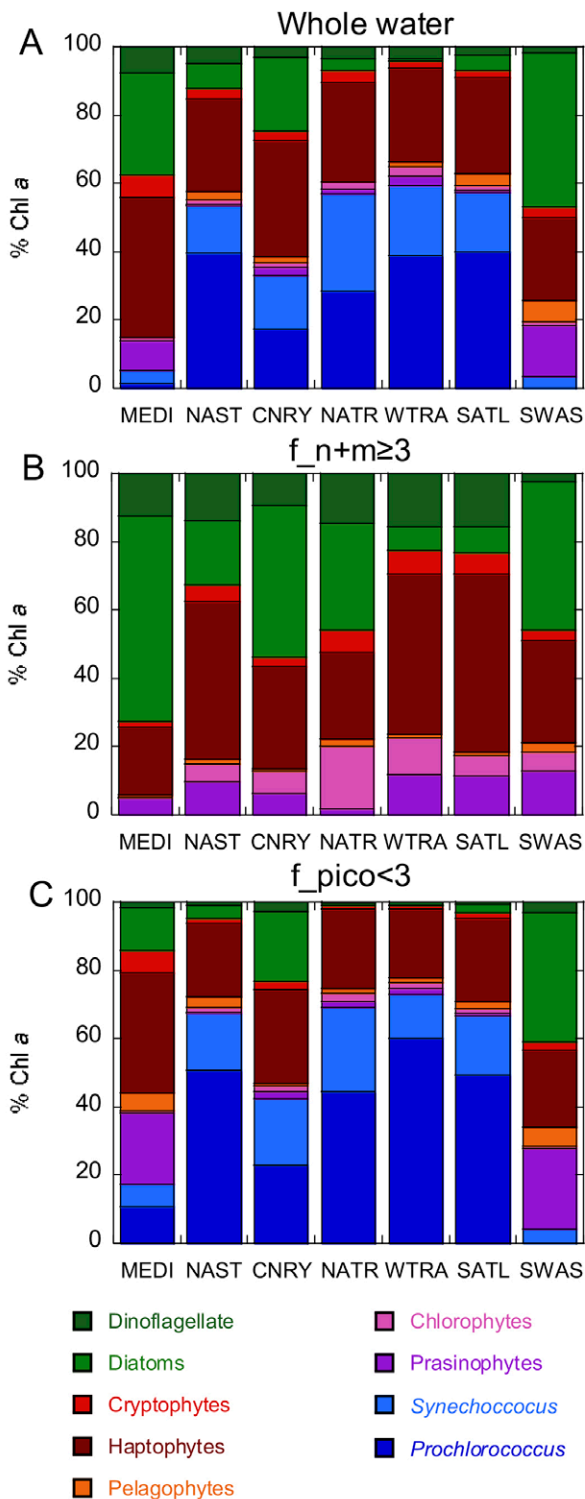 A
Whole water
% Chl a
100
80
60
40
20
0
MEDI NAST CNRY NATR WTRA SATL SWAS
B
f_n+m≥3
% Chl a
100
80
60
40
20
0
MEDI NAST CNRY NATR WTRA SATL SWAS
C
f_pico<3
% Chl a
100
80
60
40
20
0
MEDI NAST CNRY NATR WTRA SATL SWAS
Dinoflagellate
Diatoms
Cryptophytes
Haptophytes
Pelagophytes
Chlorophytes
Prasinophytes
Synechoccocus
Prochlorococcus